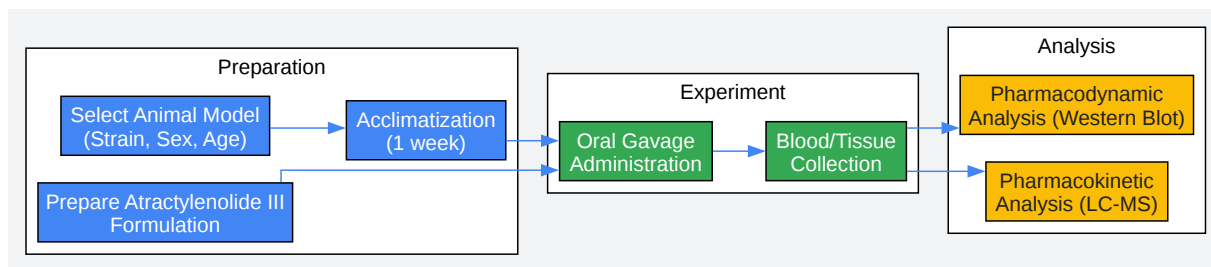 Preparation
Select Animal Model
(Strain, Sex, Age)
Acclimatization
(1 week)
Prepare Atractylenolide III
Formulation
Experiment
Oral Gavage
Administration
Blood/Tissue
Collection
Analysis
Pharmacodynamic
Analysis (Western Blot)
Pharmacokinetic
Analysis (LC-MS)